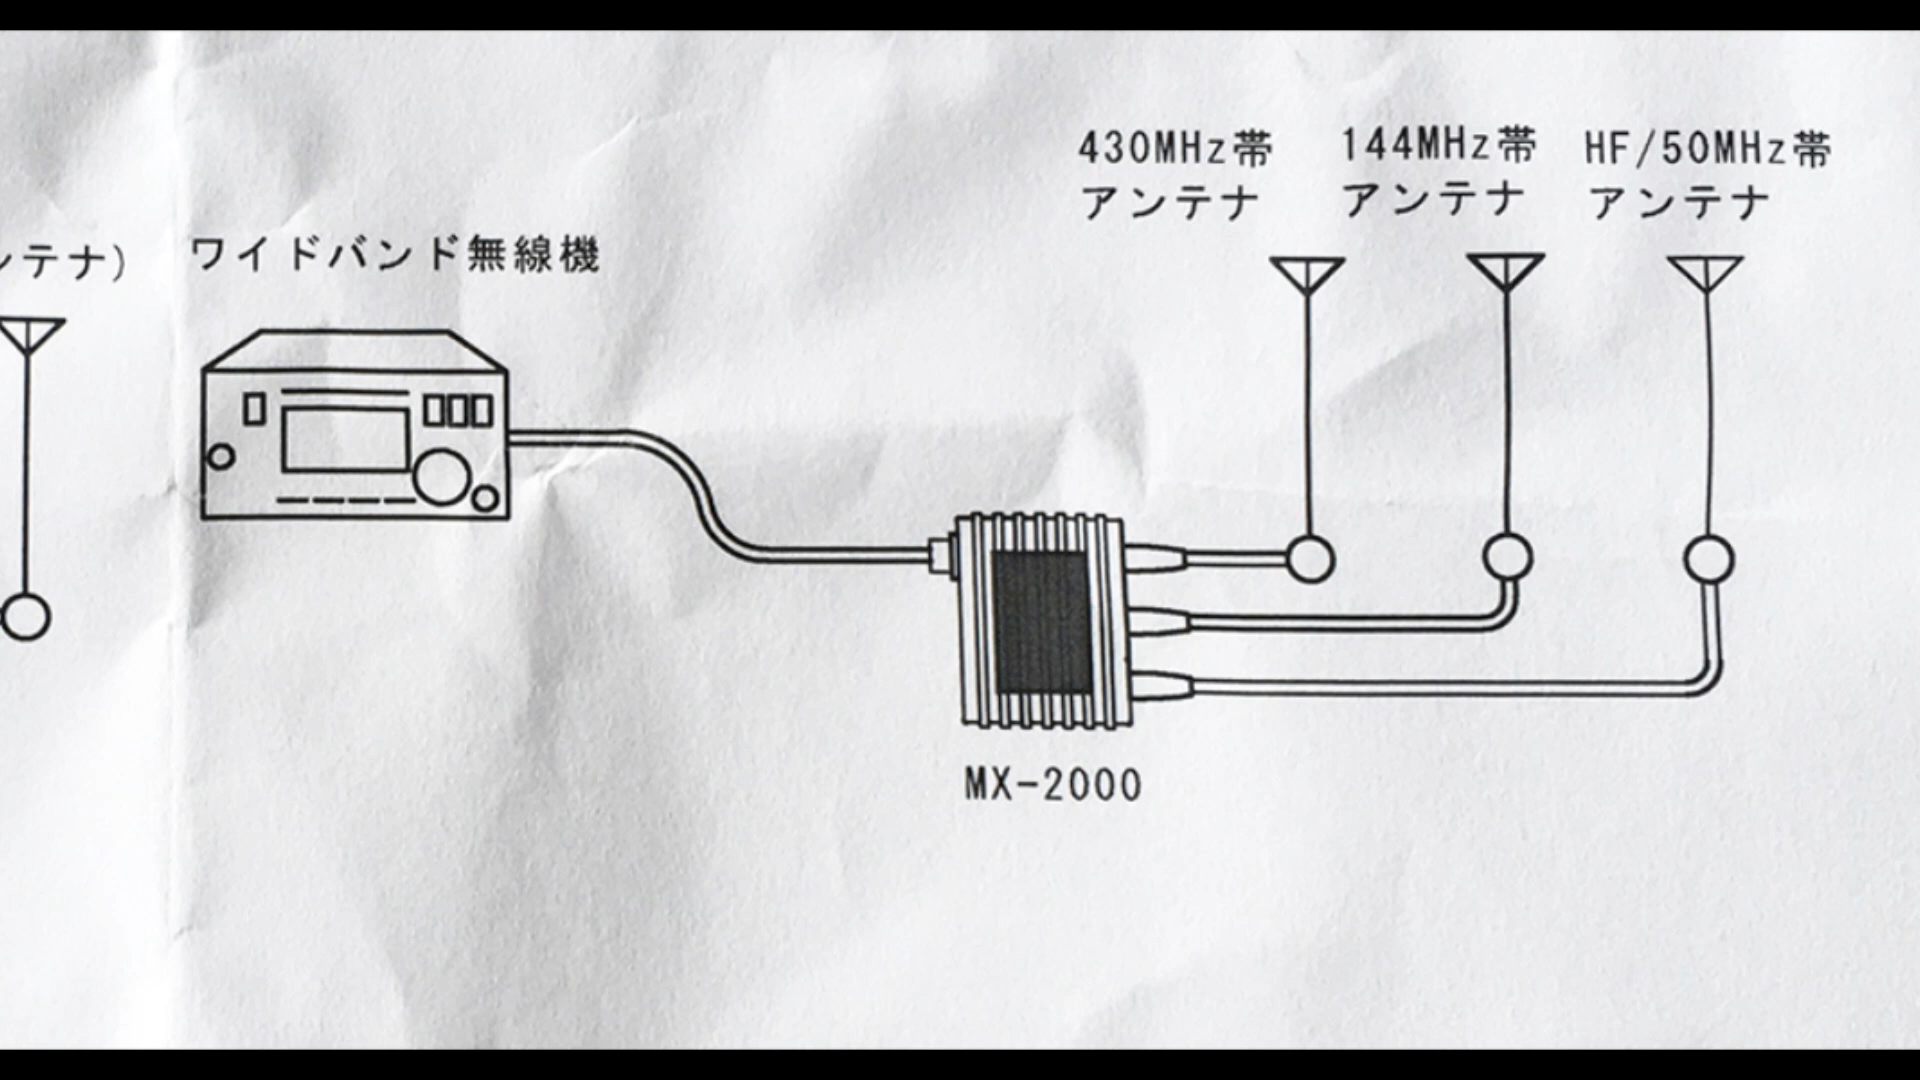 430MHz帯
アンテナ
144MHz帯
アンテナ
HF/50MHz帯
アンテナ
ンテナ)
ワイドバンド無線機
MX-2000